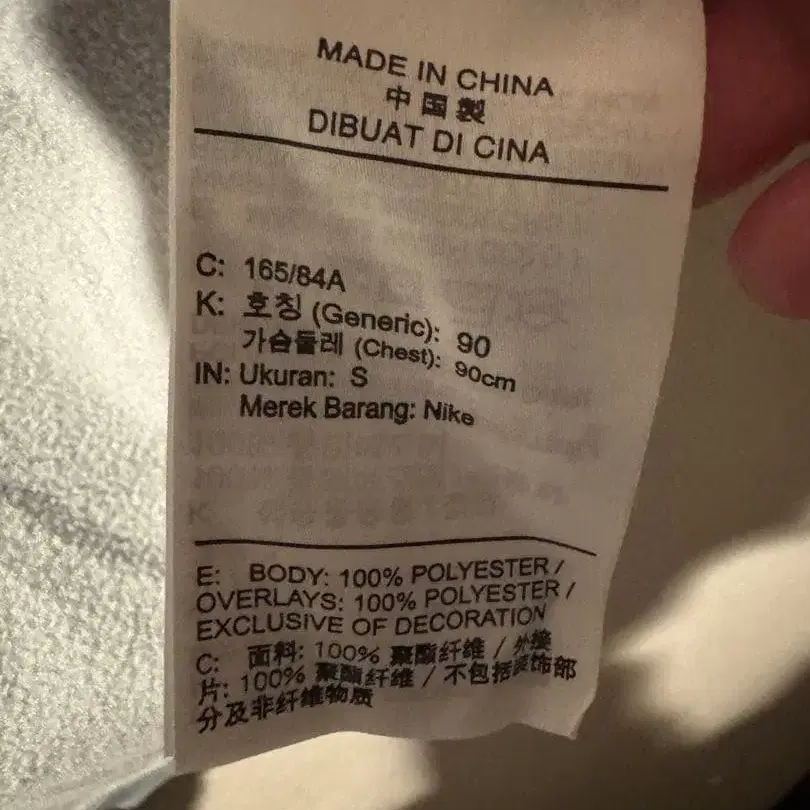 MADE IN CHINA
中国製
DIBUAT DI CINA
C: 165/84A
K: 호칭 (Generic): 90
가슴둘레 (Chest): 90cm
IN: Ukuran: S
Merek Barang: Nike
E: BODY: 100% POLYESTER /
OVERLAYS: 100% POLYESTER /
EXCLUSIVE OF DECORATION
C: 面料: 100% 聚酯纤维 / 外接
片: 100% 聚酯纤维 / 不包括装饰部
分及非纤维物质